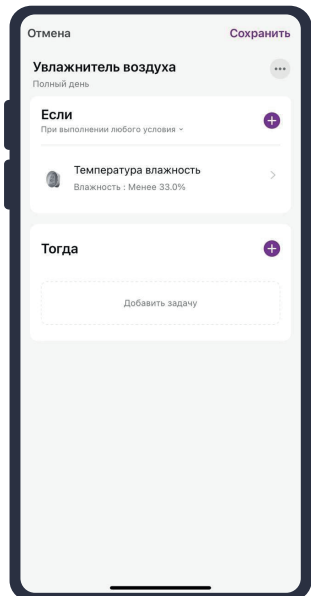 Отмена Сохранить
Увлажнитель воздуха
Полный день
Если
При выполнении любого условия
Температура влажность
Влажность : Менее 33.0%
Тогда
Добавить задачу